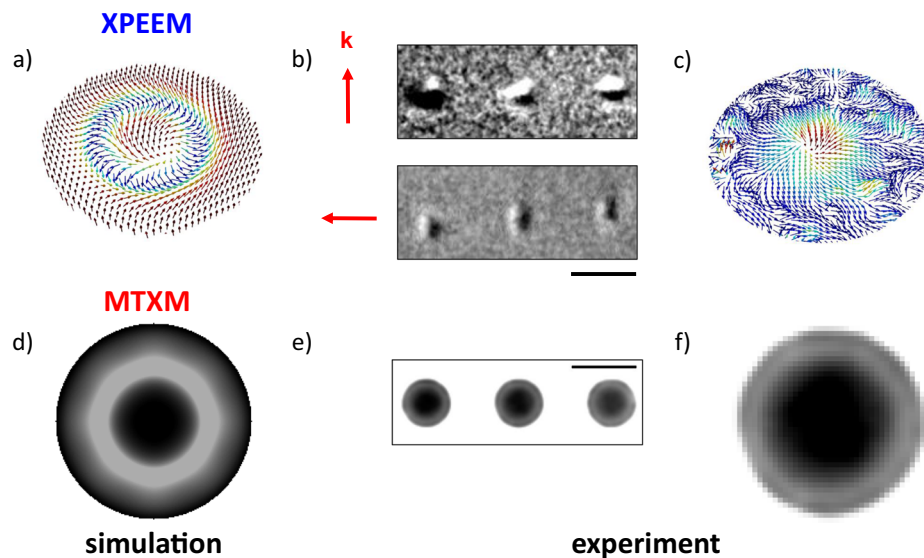 XPEEM
a)
b)
k
c)
MTXM
d)
e)
f)
simulation
experiment